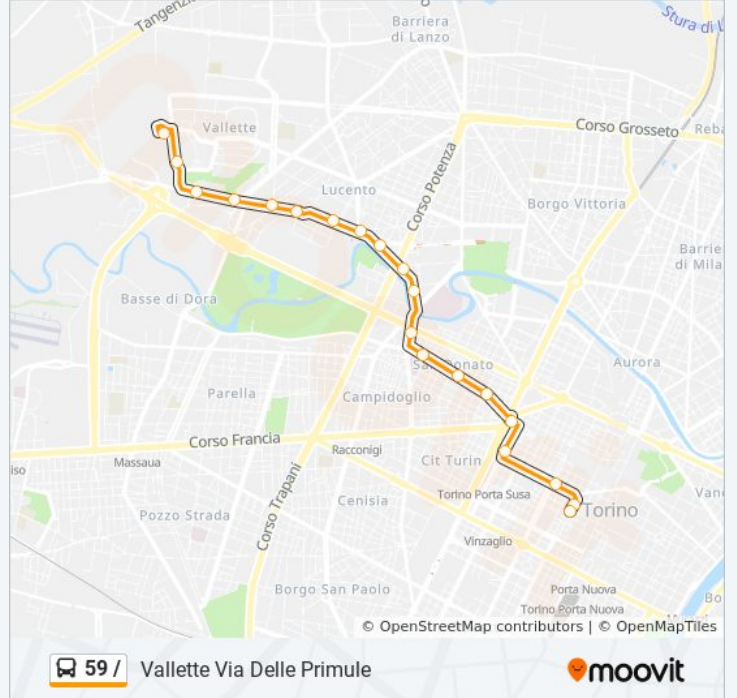 Tangenzi
Barriera
di Lanzo
Stura di L
Vallette
Corso Grosseto
Reba
Corso Potenza
Lucento
Borgo Vittoria
Barrie
di Mila
Basse di Dora
San Donato
Aurora
Parella
Campidoglio
Corso Francia
Racconigi
iso
Massaua
Cit Turin
Corso Trapani
Torino Porta Susa
Vanc
Pozzo Strada
Cenisia
Torino
Vinzaglio
Borgo San Paolo
Porta Nuova
Bo
Torino Porta Nuova
© OpenStreetMap contributors | © OpenMapTiles
59 /
Vallette Via Delle Primule
moovit